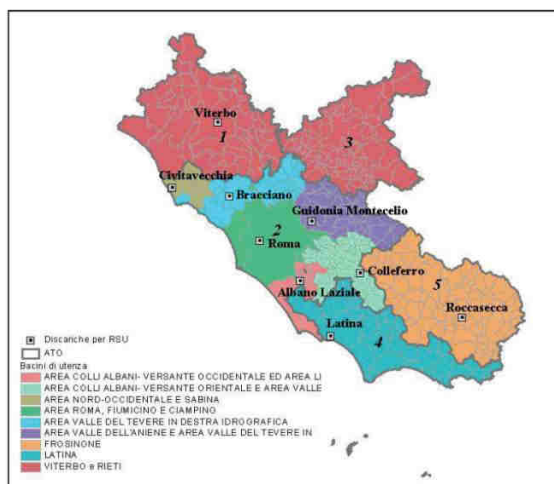 Viterbo
1
3
Civitavecchia
Bracciano
Guidonia Montecelio
2
Roma
Colleferro
Albano Laziale
5
Roccasecca
Latina
4
Discariche per RSU
ATO
Bacini di utenza
AREA COLLI ALBANI- VERSANTE OCCIDENTALE ED AREA LI
AREA COLLI ALBANI- VERSANTE ORIENTALE E AREA VALLE
AREA NORD-OCCIDENTALE E SABINA
AREA ROMA, FIUMICINO E CIAMPINO
AREA VALLE DEL TEVERE IN DESTRA IDROGRAFICA
AREA VALLE DELL'ANIENE E AREA VALLE DEL TEVERE IN
FROSINONE
LATINA
VITERBO e RIETI